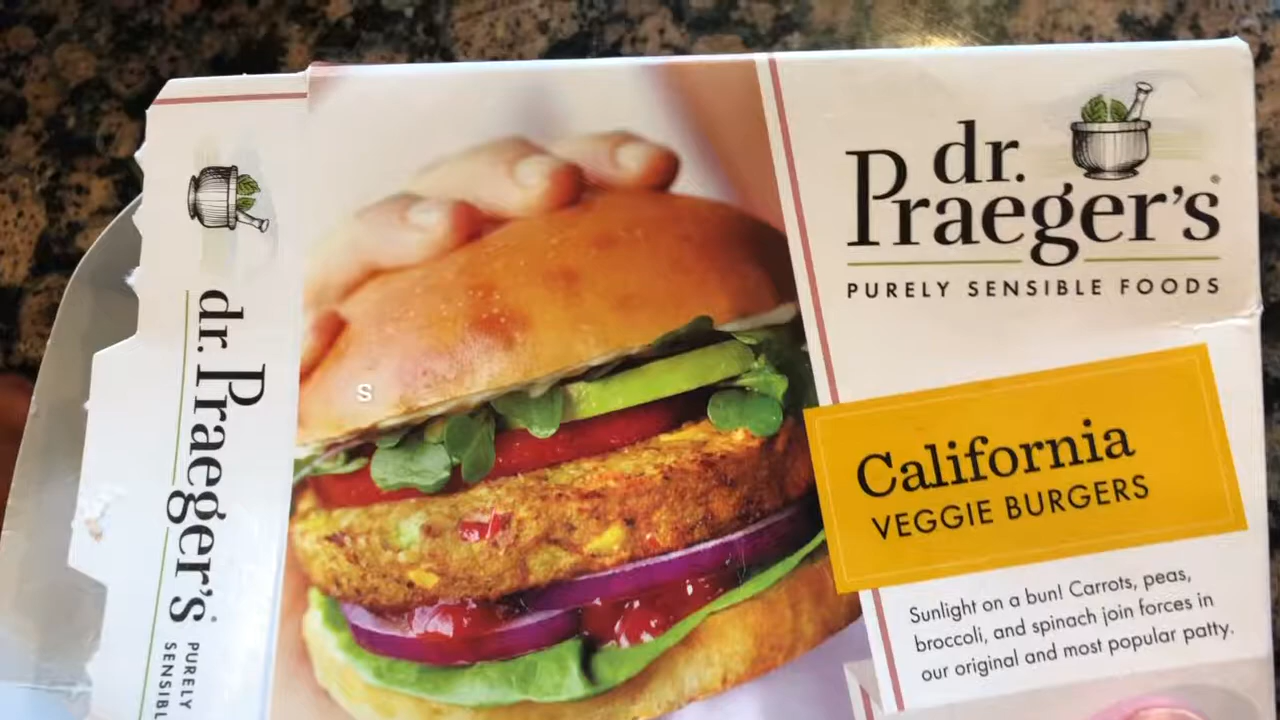 dr.
Praeger's®
PURELY SENSIBLE FOODS
California
VEGGIE BURGERS
Sunlight on a bun! Carrots, peas,
broccoli, and spinach join forces in
our original and most popular patty.
dr. Praeger's
PURELY
SENSIBL
s